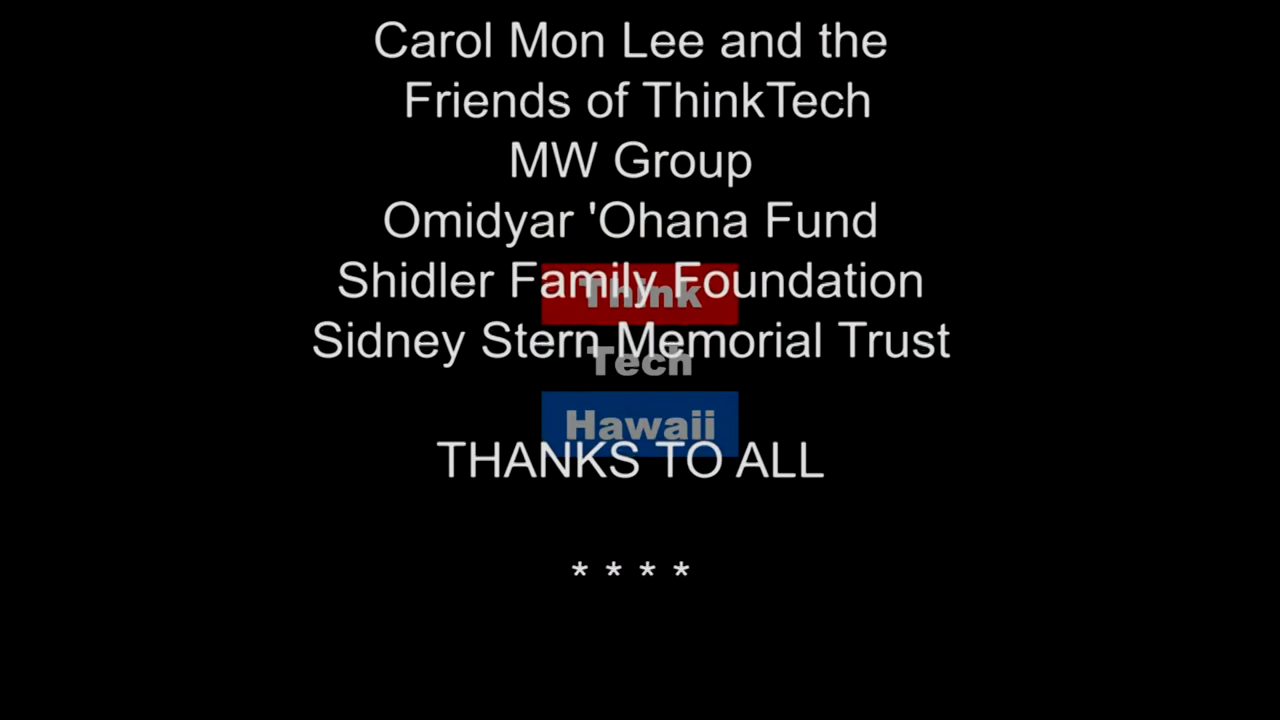 Carol Mon Lee and the
Friends of ThinkTech
MW Group
Omidyar 'Ohana Fund
Shidler Family Foundation
Think
Sidney Stern Memorial Trust
Tech
Hawaii
THANKS TO ALL
* * * *